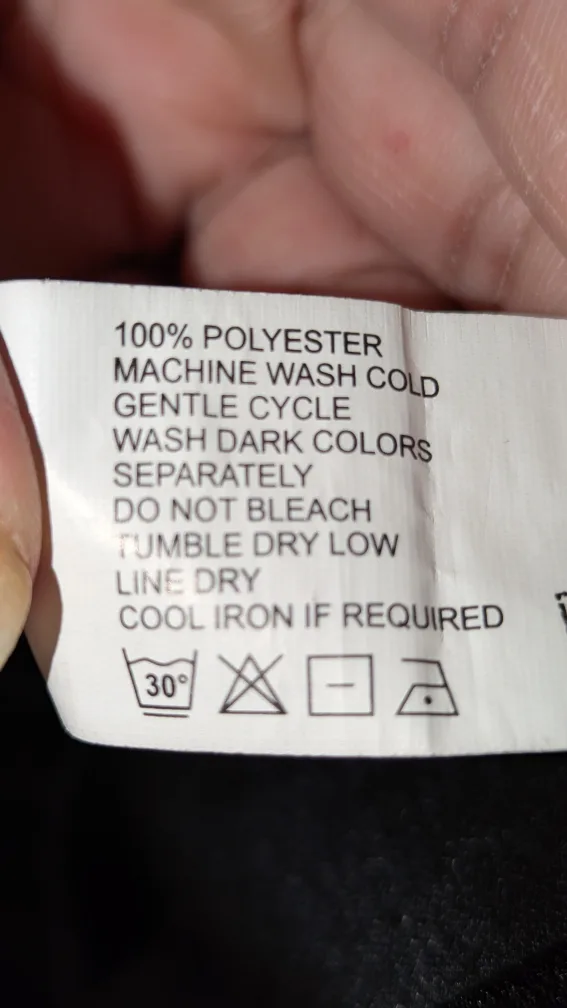 100% POLYESTER
MACHINE WASH COLD
GENTLE CYCLE
WASH DARK COLORS
SEPARATELY
DO NOT BLEACH
TUMBLE DRY LOW
LINE DRY
COOL IRON IF REQUIRED
30°